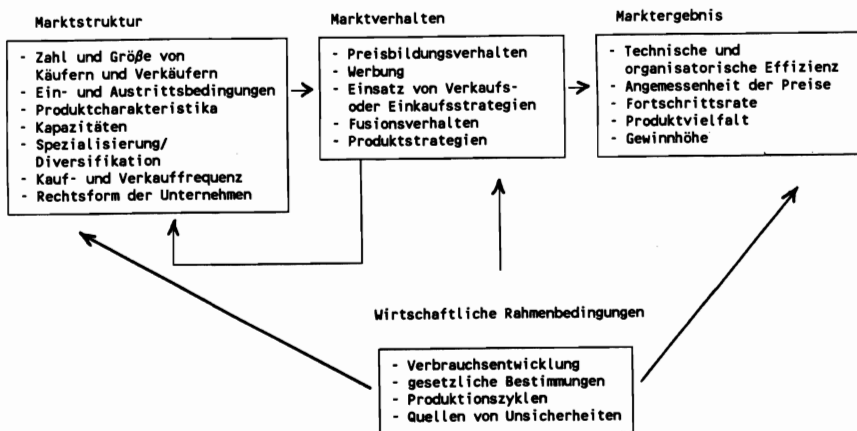 Marktstruktur
- Zahl und Größe von
Käufern und Verkäufern
- Ein- und Austrittsbedingungen
- Produktcharakteristika
- Kapazitäten
- Spezialisierung/
Diversifikation
- Kauf- und Verkauffrequenz
- Rechtsform der Unternehmen
Marktverhalten
- Preisbildungsverhalten
- Werbung
- Einsatz von Verkaufs-
oder Einkaufsstrategien
- Fusionsverhalten
- Produktstrategien
Marktergebnis
- Technische und
organisatorische Effizienz
- Angemessenheit der Preise
- Fortschrittsrate
- Produktvielfalt
- Gewinnhöhe
Wirtschaftliche Rahmenbedingungen
- Verbrauchsentwicklung
- gesetzliche Bestimmungen
- Produktionszyklen
- Quellen von Unsicherheiten